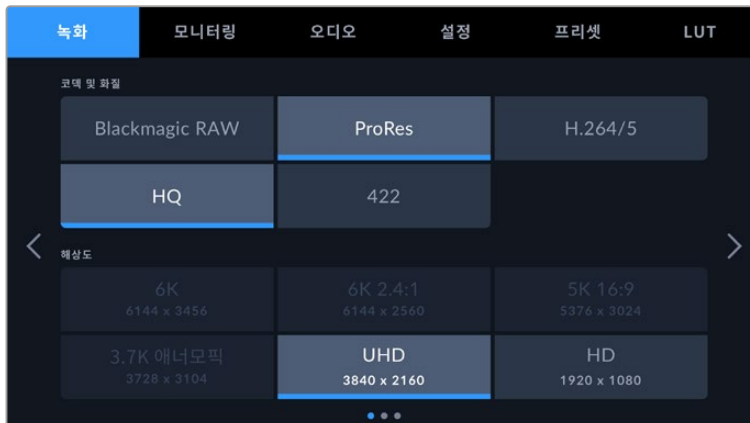 녹화 모니터링 오디오 설정 프리셋 LUT
코덱 및 화질
Blackmagic RAW ProRes H.264/5
HQ 422
해상도
6K 6K 2.4:1 5K 16:9
6144 x 3456 6144 x 2560 5376 x 3024
3.7K 애너모픽 UHD HD
3728 x 3104 3840 x 2160 1920 x 1080